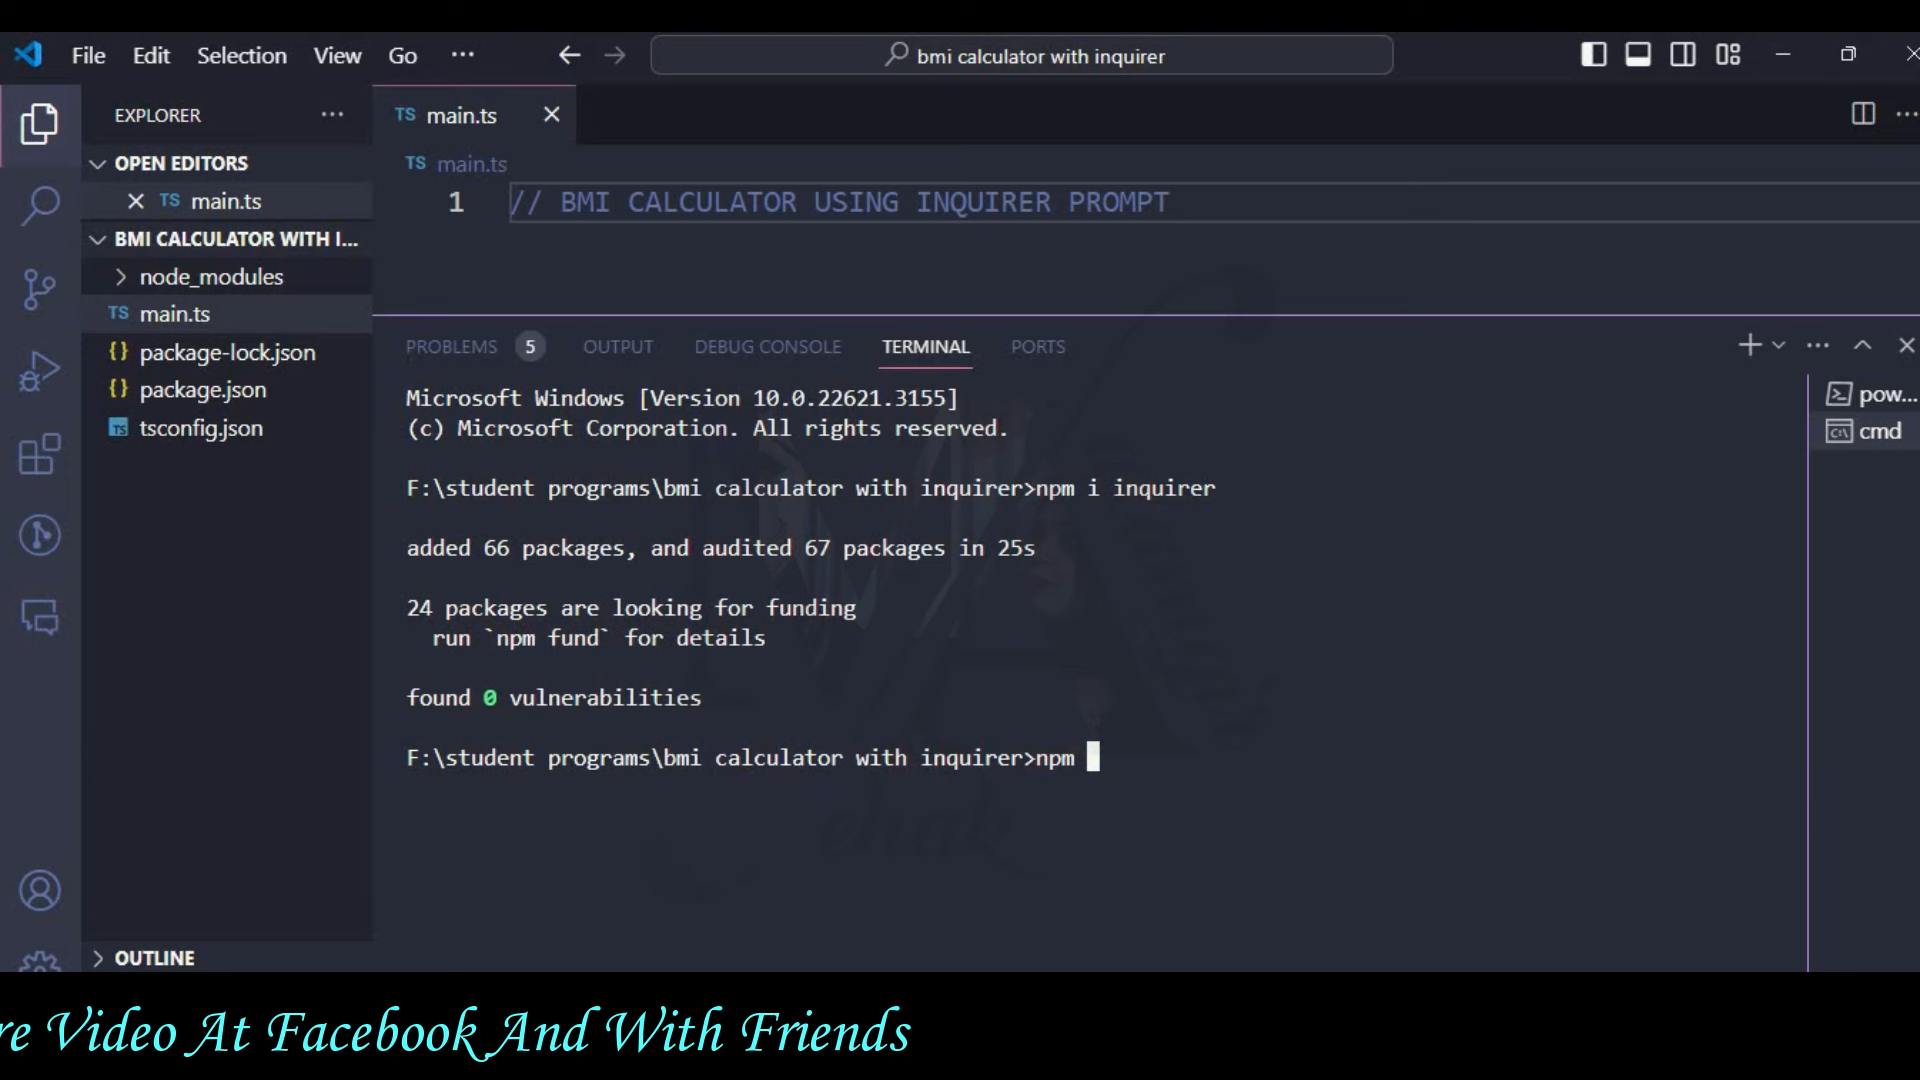 File Edit Selection View Go ··· bmi calculator with inquirer
EXPLORER ···
TS main.ts
OPEN EDITORS
TS main.ts
TS main.ts
1 // BMI CALCULATOR USING INQUIRER PROMPT
BMI CALCULATOR WITH I...
node_modules
TS main.ts
{} package-lock.json
{} package.json
TS tsconfig.json
PROBLEMS 5 OUTPUT DEBUG CONSOLE TERMINAL PORTS
Microsoft Windows [Version 10.0.22621.3155]
(c) Microsoft Corporation. All rights reserved.
F:\student programs\bmi calculator with inquirer>npm i inquirer
added 66 packages, and audited 67 packages in 25s
24 packages are looking for funding
run `npm fund` for details
found 0 vulnerabilities
F:\student programs\bmi calculator with inquirer>npm
pow...
cmd
OUTLINE
re Video At Facebook And With Friends